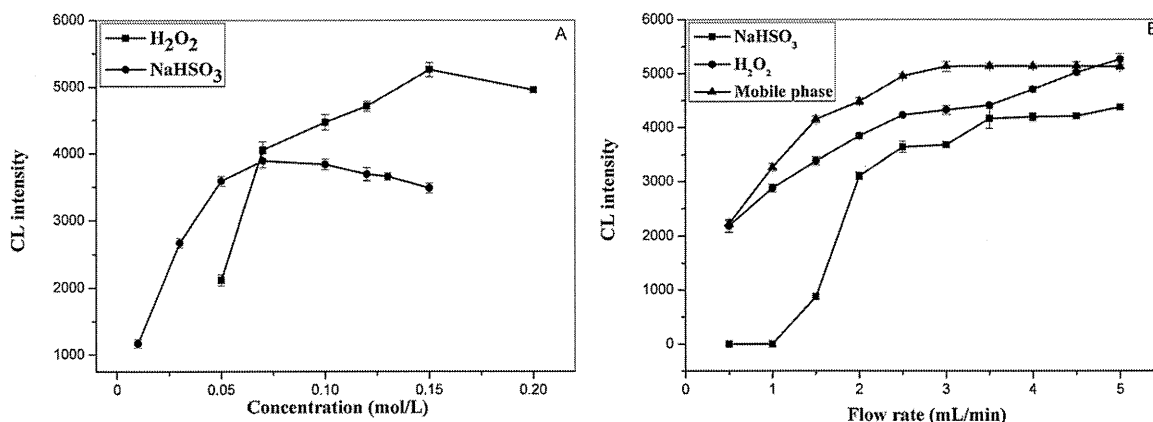 A
H₂O₂
NaHSO₃
6000
5000
4000
3000
2000
1000
CL intensity
0
0.05
0.10
0.15
0.20
Concentration (mol/L)
B
NaHSO₃
H₂O₂
Mobile phase
6000
5000
4000
3000
2000
1000
0
CL intensity
0
1
2
3
4
5
Flow rate (mL/min)